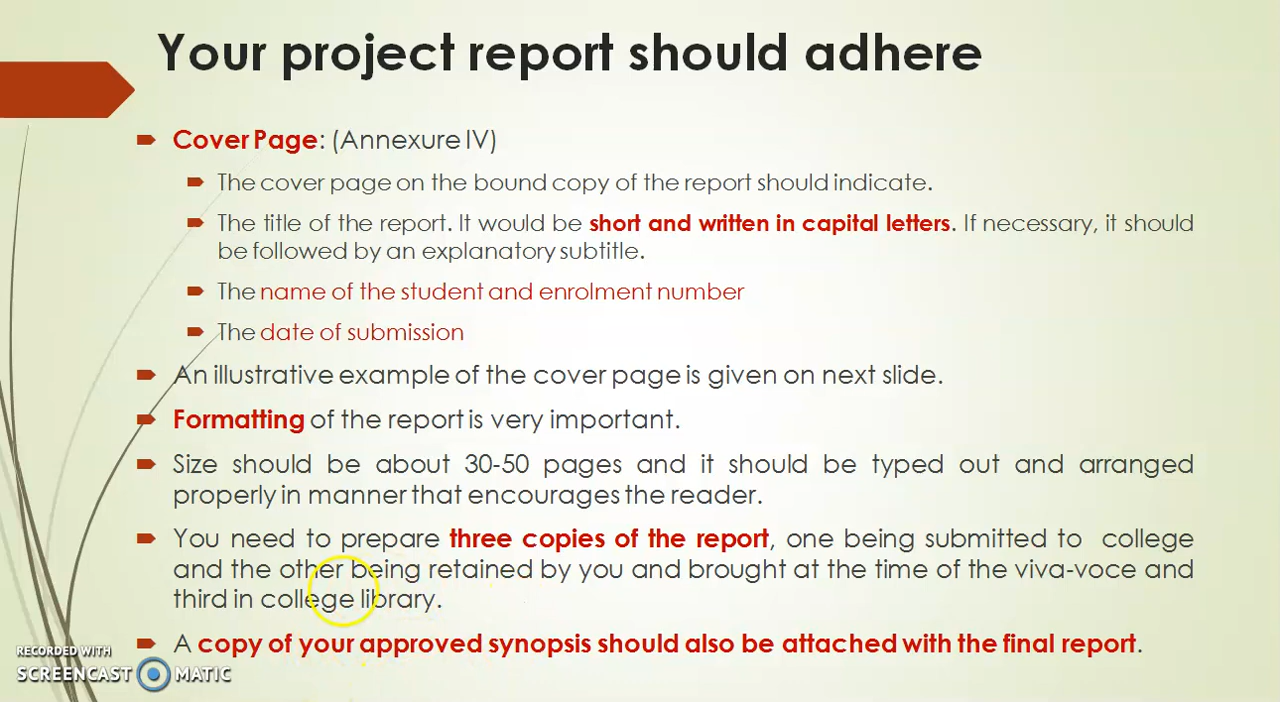 Your project report should adhere
Cover Page: (Annexure IV)
The cover page on the bound copy of the report should indicate.
The title of the report. It would be short and written in capital letters. If necessary, it should
be followed by an explanatory subtitle.
The name of the student and enrolment number
The date of submission
An illustrative example of the cover page is given on next slide.
Formatting of the report is very important.
Size should be about 30-50 pages and it should be typed out and arranged
properly in manner that encourages the reader.
You need to prepare three copies of the report, one being submitted to college
and the other being retained by you and brought at the time of the viva-voce and
third in college library.
A copy of your approved synopsis should also be attached with the final report.
RECORDED WITH
SCREENCAST MATIC